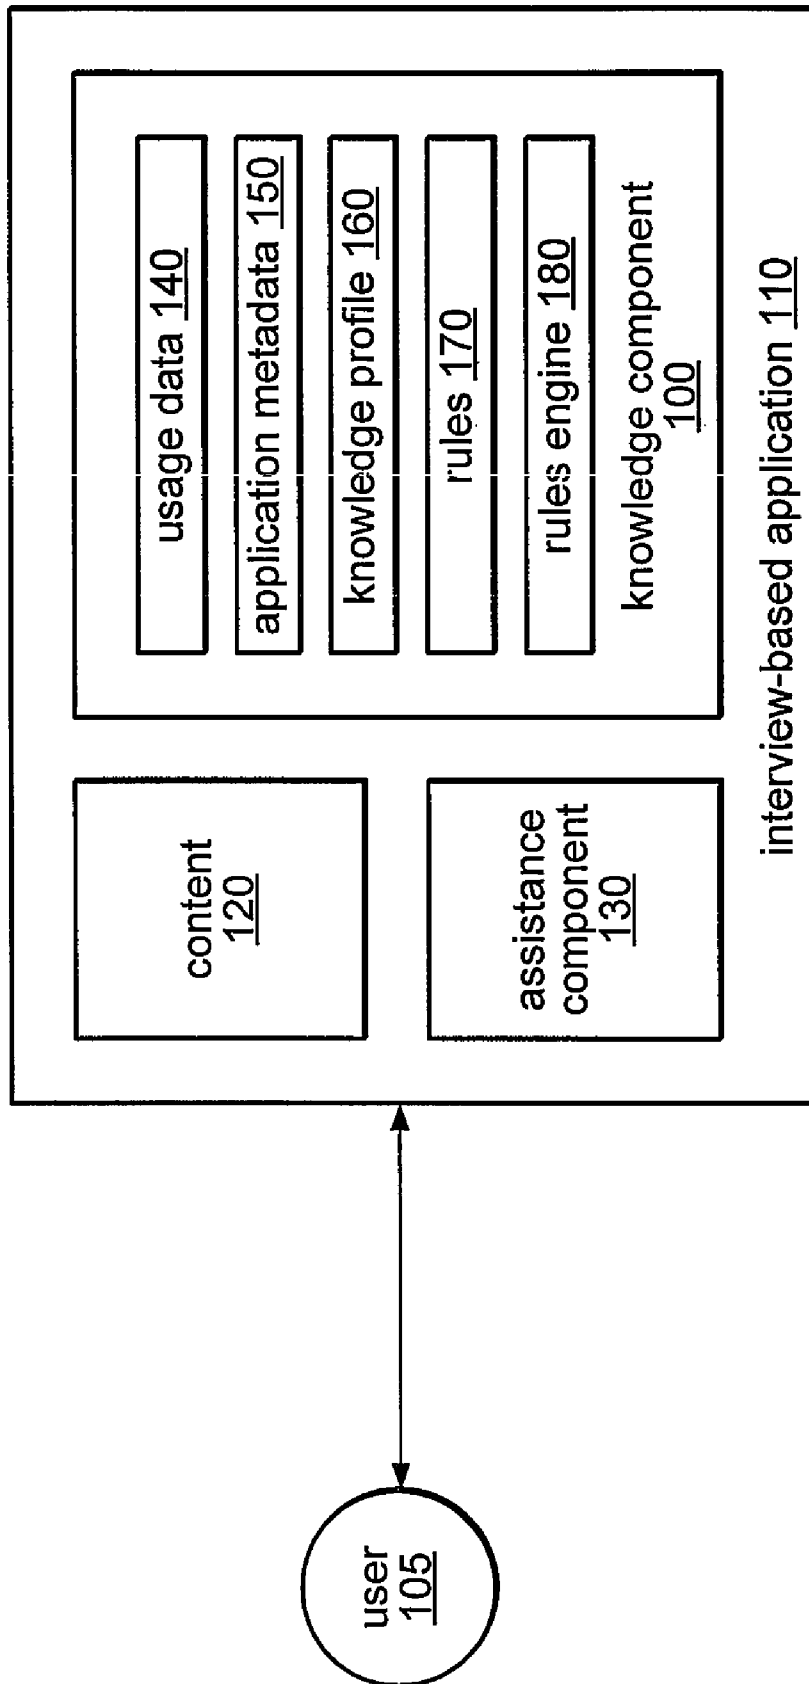 user
105
content
120
assistance
component
130
usage data 140
application metadata 150
knowledge profile 160
rules 170
rules engine 180
knowledge component
100
interview-based application 110